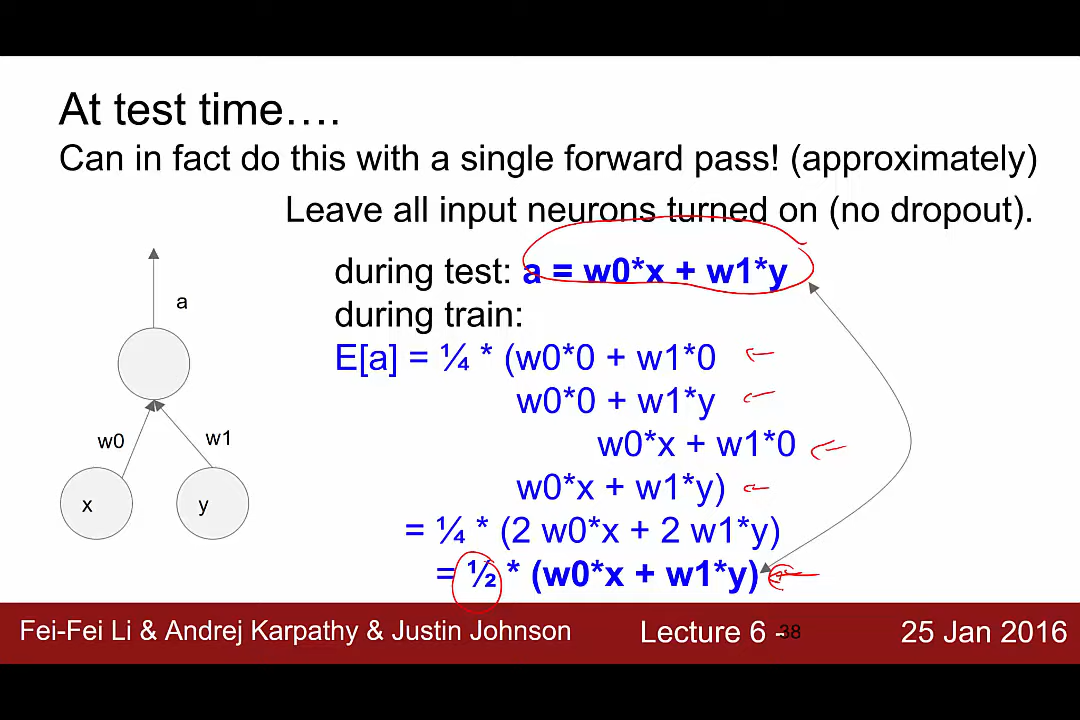 At test time….
Can in fact do this with a single forward pass! (approximately)
Leave all input neurons turned on (no dropout).
during test: a = w0*x + w1*y
during train:
E[a] = ¼ * (w0*0 + w1*0
w0*0 + w1*y
w0*x + w1*0
w0*x + w1*y)
= ¼ * (2 w0*x + 2 w1*y)
= ½ * (w0*x + w1*y)
a
w0
w1
x
y
Fei-Fei Li & Andrej Karpathy & Justin Johnson
Lecture 6 - 38
25 Jan 2016